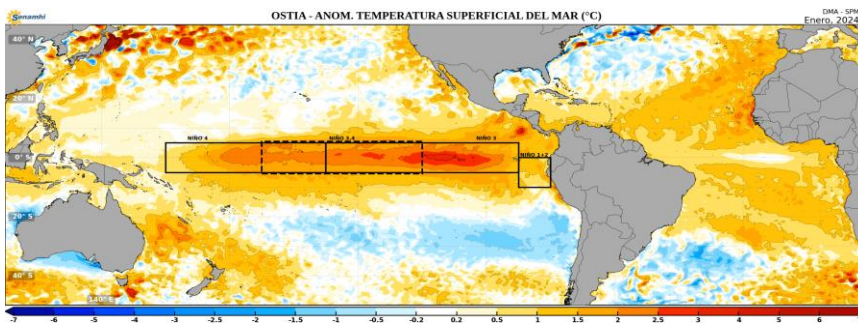 Senamhi
OSTIA - ANOM. TEMPERATURA SUPERFICIAL DEL MAR (°C)
DMA - SPM
Enero, 2024
40° N
20° N
0° S
20° S
40° S
140° E
NIÑO 4
NIÑO 3.4
NIÑO 3
NIÑO 1+2
-7 -6 -5 -4 -3 -2.5 -2 -1.5 -1 -0.5 -0.2 0.2 0.5 1 1.5 2 2.5 3 4 5 6 7